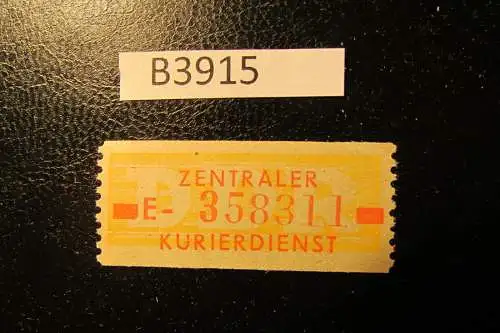 B3915
ZENTRALER
E- 358311
KURIERDIENST